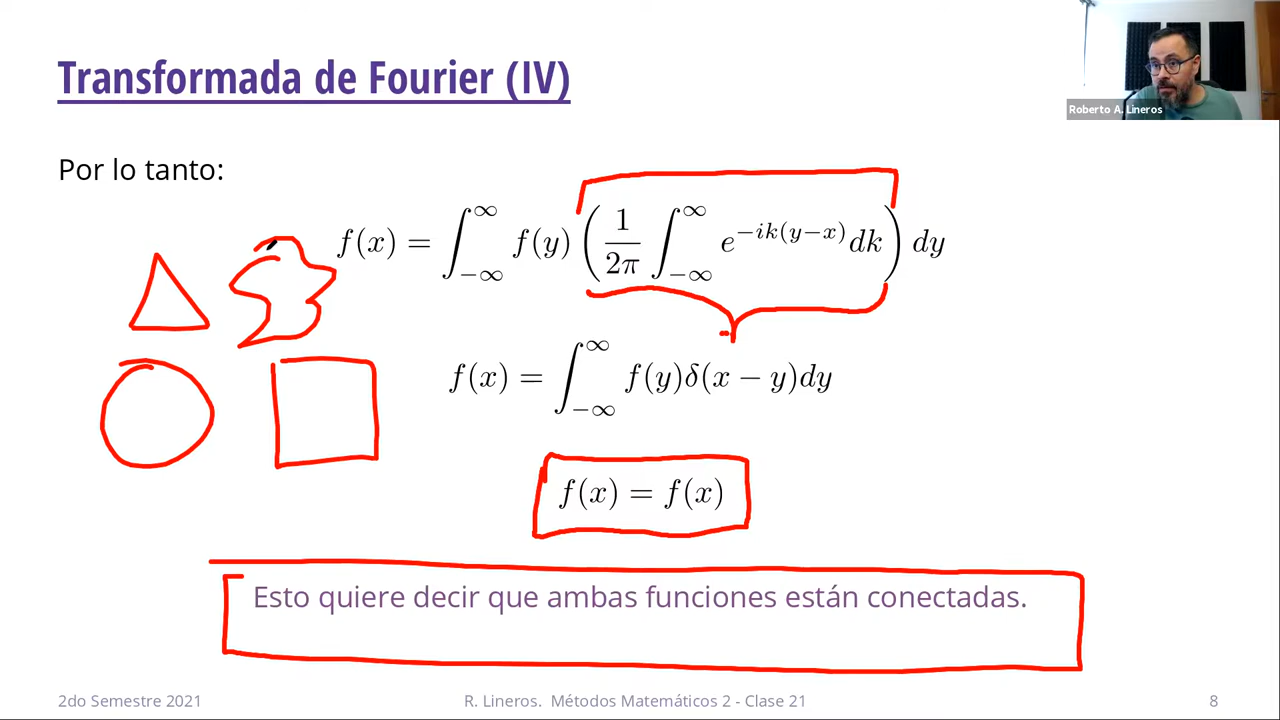 Transformada de Fourier (IV)
Roberto A. Lineros
Por lo tanto:
f(x) = ∫_{-∞}^{∞} f(y) ( 1/2π ∫_{-∞}^{∞} e^{-ik(y-x)} dk ) dy
f(x) = ∫_{-∞}^{∞} f(y)δ(x − y)dy
f(x) = f(x)
Esto quiere decir que ambas funciones están conectadas.
2do Semestre 2021 R. Lineros. Métodos Matemáticos 2 - Clase 21 8